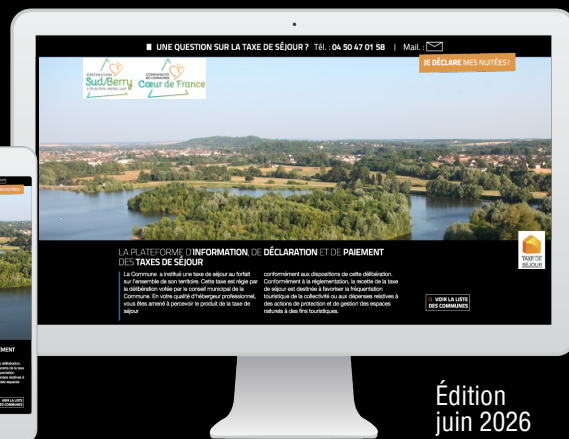 UNE QUESTION SUR LA TAXE DE SÉJOUR ? Tél. : 04 50 47 01 58 | Mail. :
JE DÉCLARE MES NUITÉES !
DESTINATION
Sud/Berry
COMMUNAUTÉ
DE COMMUNES
Cœur de France
LA PLATEFORME D'INFORMATION, DE DÉCLARATION ET DE PAIEMENT
DES TAXES DE SÉJOUR
La Commune a institué une taxe de séjour au forfait
sur l'ensemble de son territoire. Cette taxe est régie par
la délibération votée par le conseil municipal de la
Commune. En votre qualité d'hébergeur professionnel,
vous êtes amené à percevoir le produit de la taxe de
séjour
conformément aux dispositions de cette délibération.
Conformément à la réglementation, la recette de la taxe
de séjour est destinée à favoriser la fréquentation
touristique de la collectivité ou aux dépenses relatives à
des actions de protection et de gestion des espaces
naturels à des fins touristiques.
TAXE DE
SÉJOUR
VOIR LA LISTE
DES COMMUNES
EMENT
VOIR LA LISTE
DES COMMUNES
Édition
juin 2026